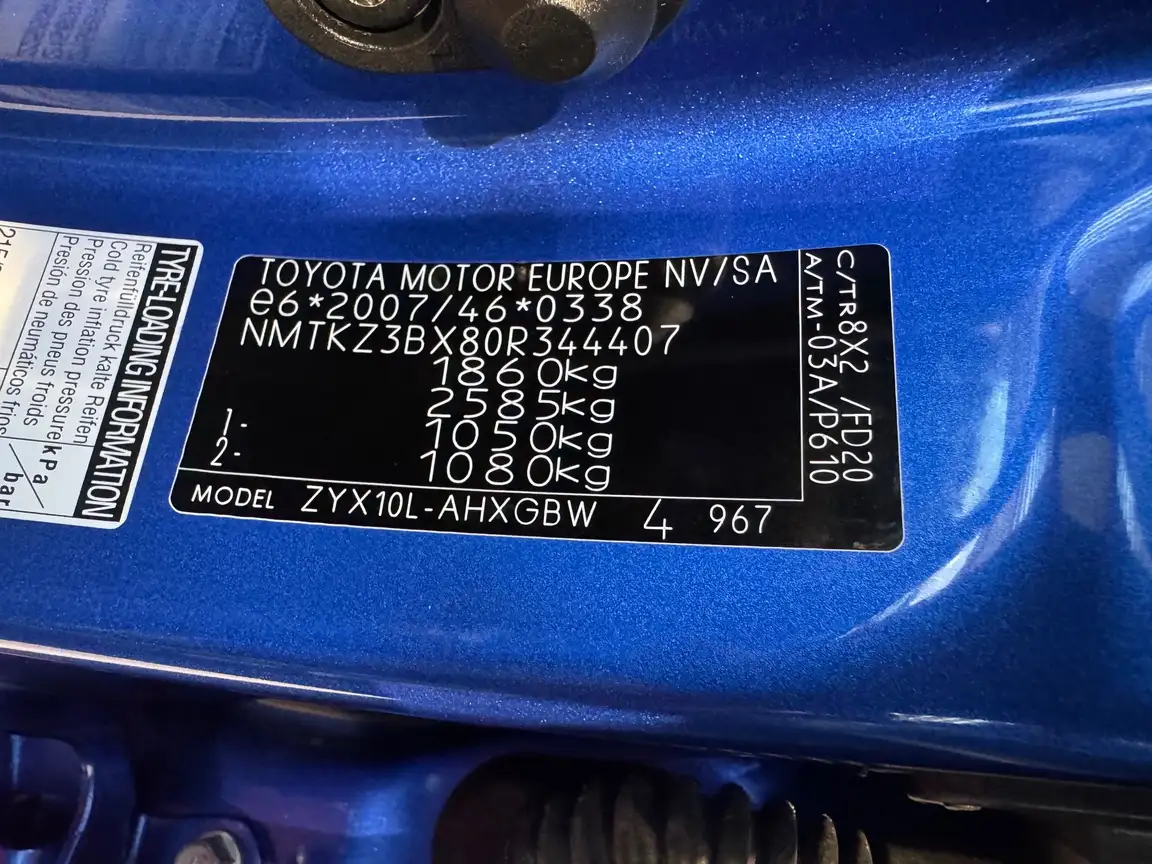 TOYOTA MOTOR EUROPE NV/SA
e6*2007/46*0338
NMTKZ3BX80R344407
1860kg
2585kg
1- 1050kg
2- 1080kg
MODEL ZYX10L-AHXGBW 4 967
C/TR8X2 /FD20
A/TM-03A/P610
TYRE-LOADING INFORMATION
Reifenfülldruck kalte Reifen
Cold tyre inflation pressure
Pression des pneus froids
Presión de neumáticos fríos
kPa/
bar